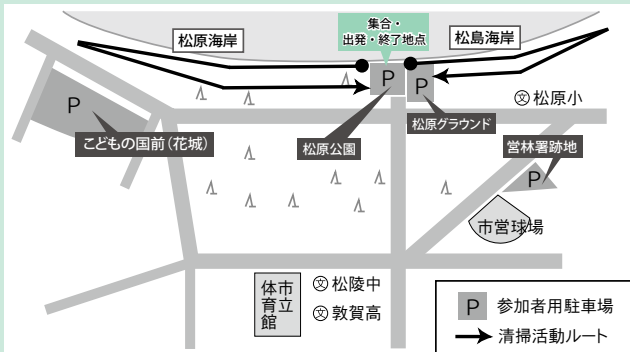 集合・
出発・終了地点
松原海岸
松島海岸
P
P
P
文松原小
こどもの国前(花城)
松原公園
松原グラウンド
営林署跡地
P
市営球場
市立
体育館
文松陵中
文敦賀高
P 参加者用駐車場
清掃活動ルート